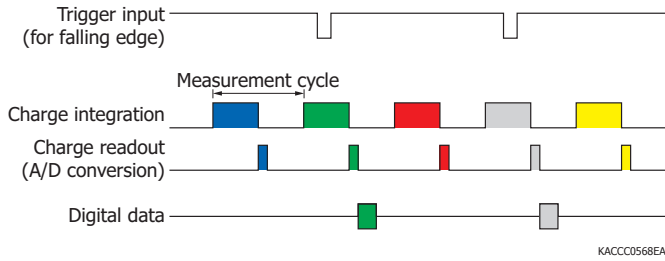 Trigger input
(for falling edge)
Measurement cycle
Charge integration
Charge readout
(A/D conversion)
Digital data
KACCC0568EA